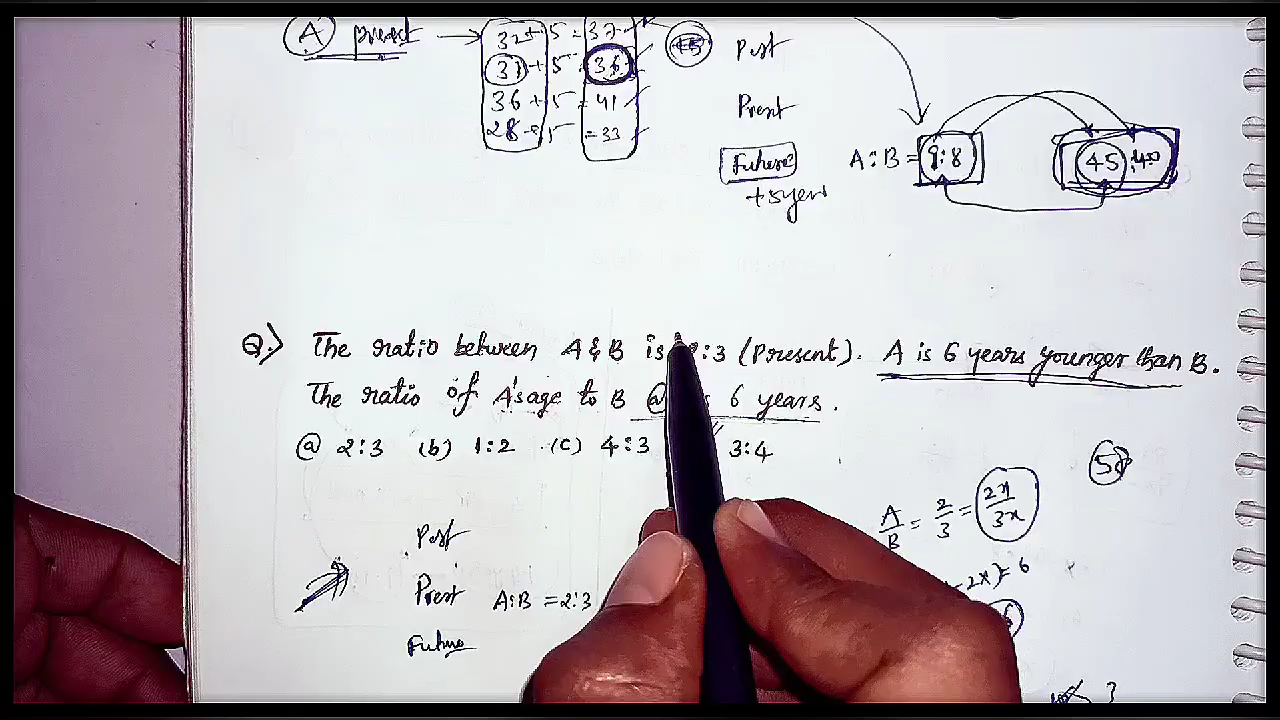 A present → 32 + 5 = 37
31 + 5 = 36
36 + 5 = 41
28 + 5 = 33
+5
Past
Present
Future?
+5years
A:B = 9:8
45:40
Q) The ratio between A & B is 2:3 (Present). A is 6 years younger than B.
The ratio of A's age to B @ 6 years.
@ 2:3 (b) 1:2 (c) 4:3 3:4
Past
Present A:B = 2:3
Future
A/B = 2/3 = 2x/3x
- 2x) = 6